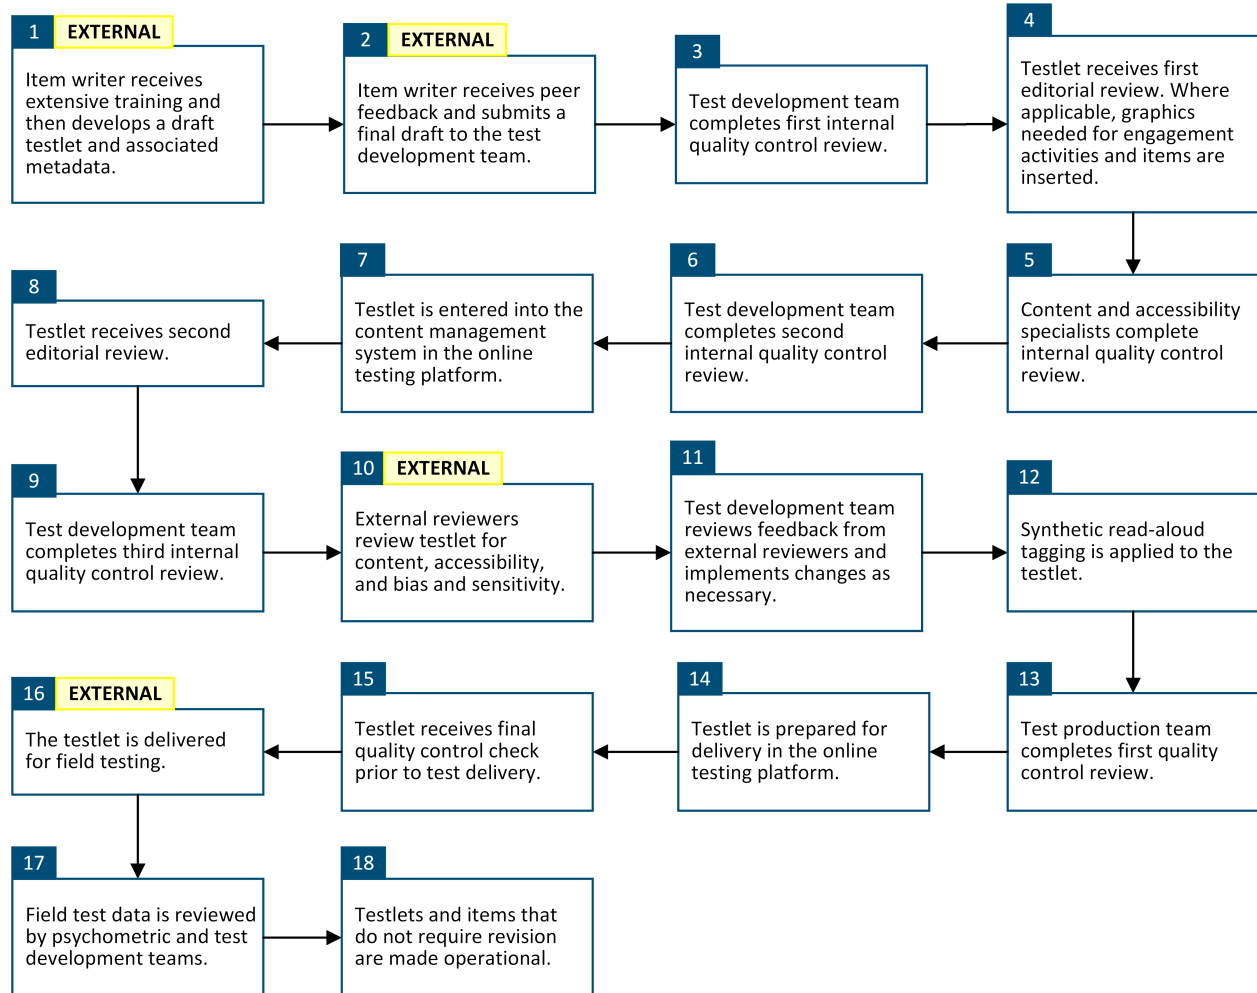 1 EXTERNAL
Item writer receives
extensive training and
then develops a draft
testlet and associated
metadata.
2 EXTERNAL
Item writer receives peer
feedback and submits a
final draft to the test
development team.
3
Test development team
completes first internal
quality control review.
4
Testlet receives first
editorial review. Where
applicable, graphics
needed for engagement
activities and items are
inserted.
5
Content and accessibility
specialists complete
internal quality control
review.
6
Test development team
completes second
internal quality control
review.
7
Testlet is entered into the
content management
system in the online
testing platform.
8
Testlet receives second
editorial review.
9
Test development team
completes third internal
quality control review.
10 EXTERNAL
External reviewers
review testlet for
content, accessibility,
and bias and sensitivity.
11
Test development team
reviews feedback from
external reviewers and
implements changes as
necessary.
12
Synthetic read-aloud
tagging is applied to the
testlet.
13
Test production team
completes first quality
control review.
14
Testlet is prepared for
delivery in the online
testing platform.
15
Testlet receives final
quality control check
prior to test delivery.
16 EXTERNAL
The testlet is delivered
for field testing.
17
Field test data is reviewed
by psychometric and test
development teams.
18
Testlets and items that
do not require revision
are made operational.